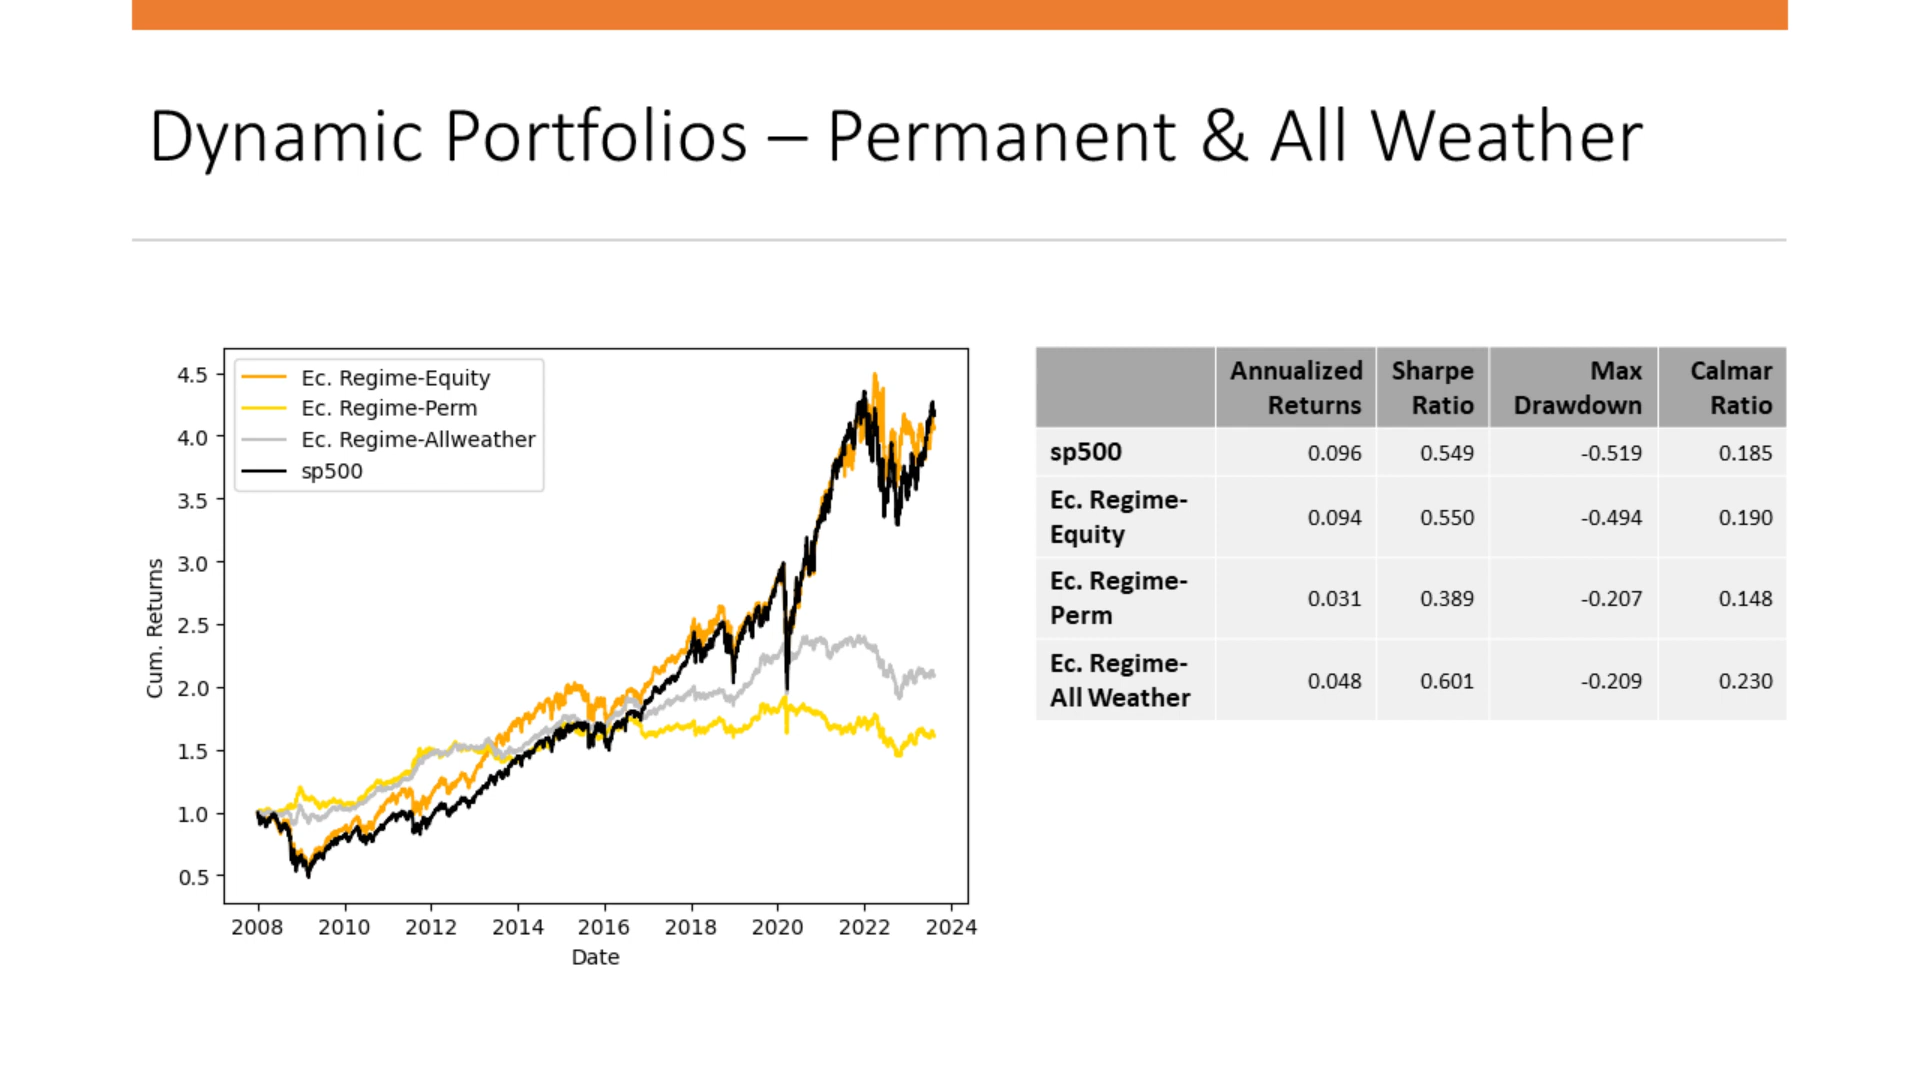 Dynamic Portfolios – Permanent & All Weather
Ec. Regime-Equity
Ec. Regime-Perm
Ec. Regime-Allweather
sp500
4.5
4.0
3.5
3.0
2.5
2.0
1.5
1.0
0.5
Cum. Returns
2008 2010 2012 2014 2016 2018 2020 2022 2024
Date
Annualized Sharpe Max Calmar
Returns Ratio Drawdown Ratio
sp500 0.096 0.549 -0.519 0.185
Ec. Regime-
Equity 0.094 0.550 -0.494 0.190
Ec. Regime-
Perm 0.031 0.389 -0.207 0.148
Ec. Regime-
All Weather 0.048 0.601 -0.209 0.230